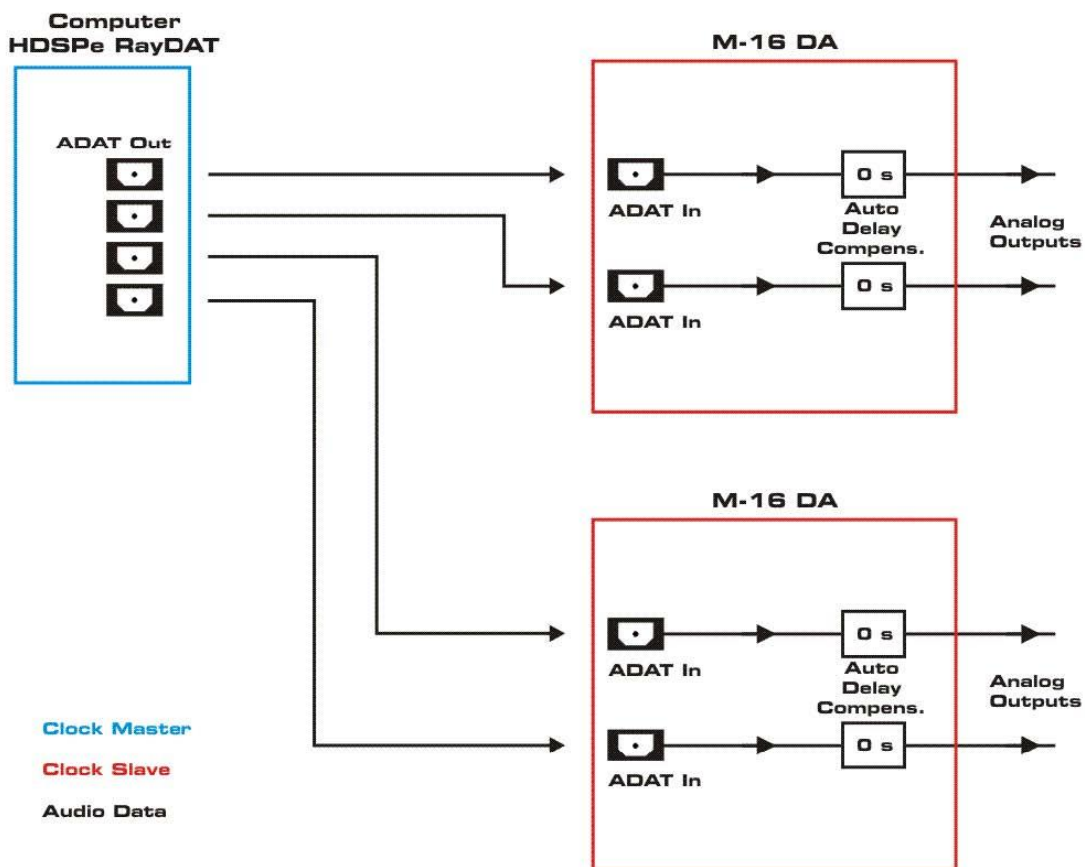 Computer
HDSPe RayDAT
ADAT Out
M-16 DA
ADAT In
0 s
Auto
Delay
Compens.
Analog
Outputs
ADAT In
0 s
M-16 DA
ADAT In
0 s
Auto
Delay
Compens.
Analog
Outputs
ADAT In
0 s
Clock Master
Clock Slave
Audio Data